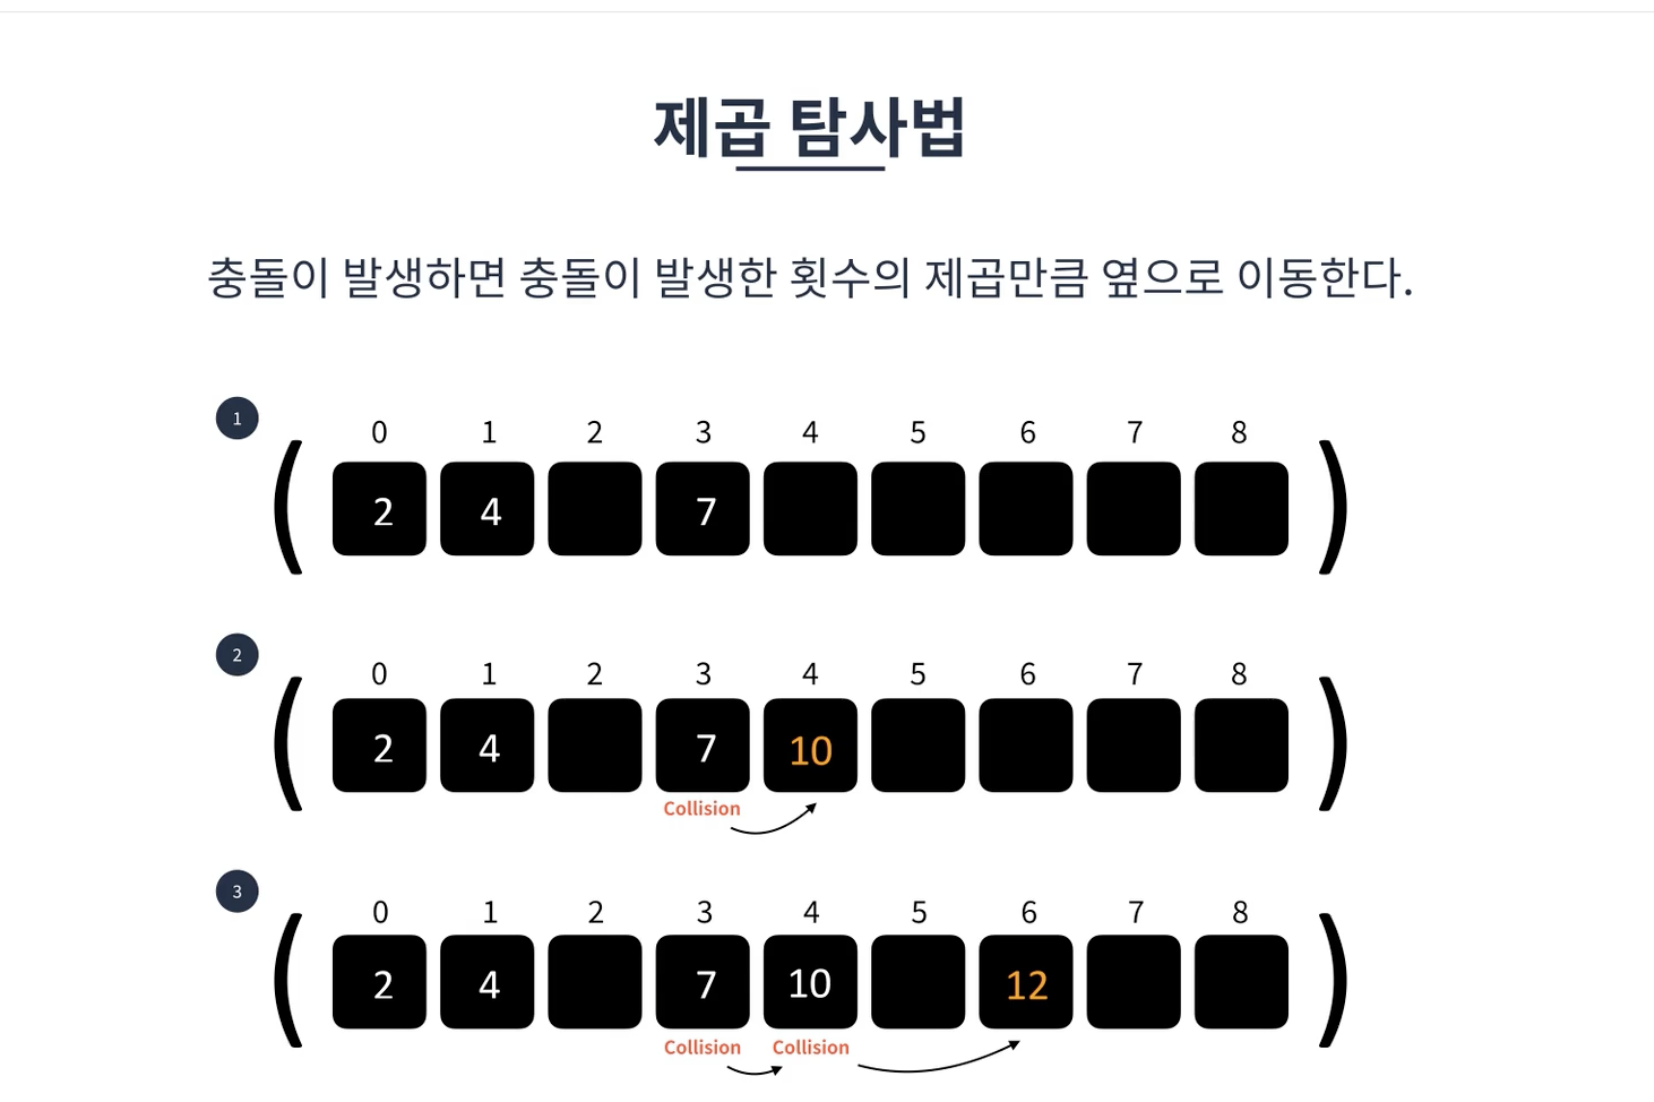 제곱 탐사법
충돌이 발생하면 충돌이 발생한 횟수의 제곱만큼 옆으로 이동한다.
1
0 1 2 3 4 5 6 7 8
2 4 7
2
0 1 2 3 4 5 6 7 8
2 4 7 10
Collision
3
0 1 2 3 4 5 6 7 8
2 4 7 10 12
Collision Collision